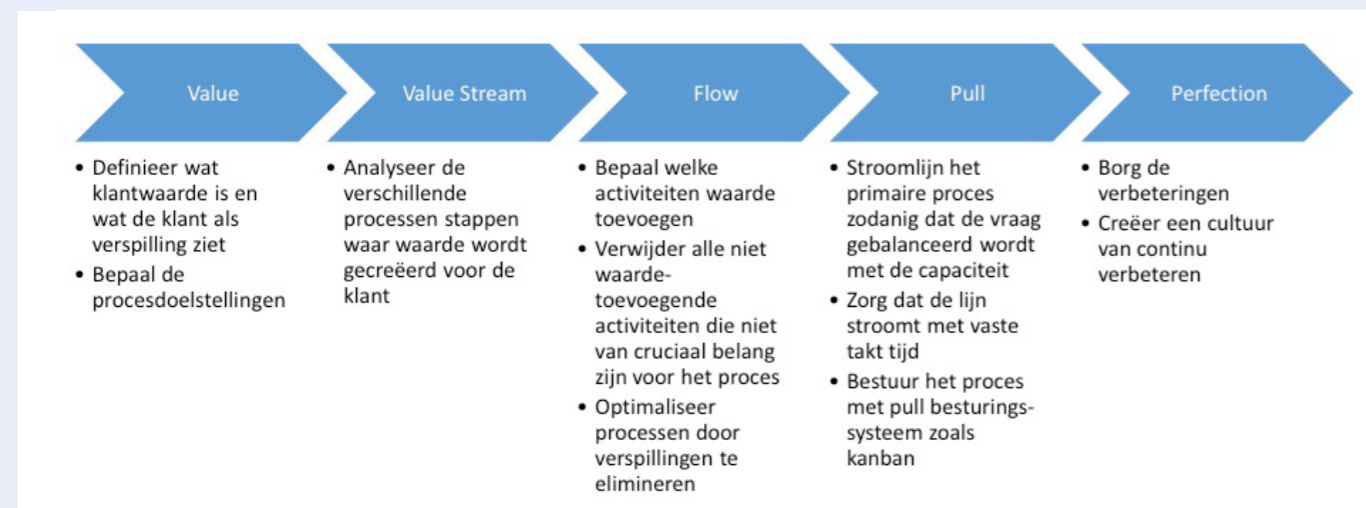 Value
Value Stream
Flow
Pull
Perfection
• Definieer wat
klantwaarde is en
wat de klant als
verspilling ziet
• Bepaal de
procesdoelstellingen
• Analyseer de
verschillende
processen stappen
waar waarde wordt
gecreëerd voor de
klant
• Bepaal welke
activiteiten waarde
toevoegen
• Verwijder alle niet
waarde-
toevoegende
activiteiten die niet
van cruciaal belang
zijn voor het proces
• Optimaliseer
processen door
verspillingen te
elimineren
• Stroomlijn het
primaire proces
zodanig dat de vraag
gebalanceerd wordt
met de capaciteit
• Zorg dat de lijn
stroomt met vaste
takt tijd
• Bestuur het proces
met pull besturings-
systeem zoals
kanban
• Borg de
verbeteringen
• Creëer een cultuur
van continu
verbeteren